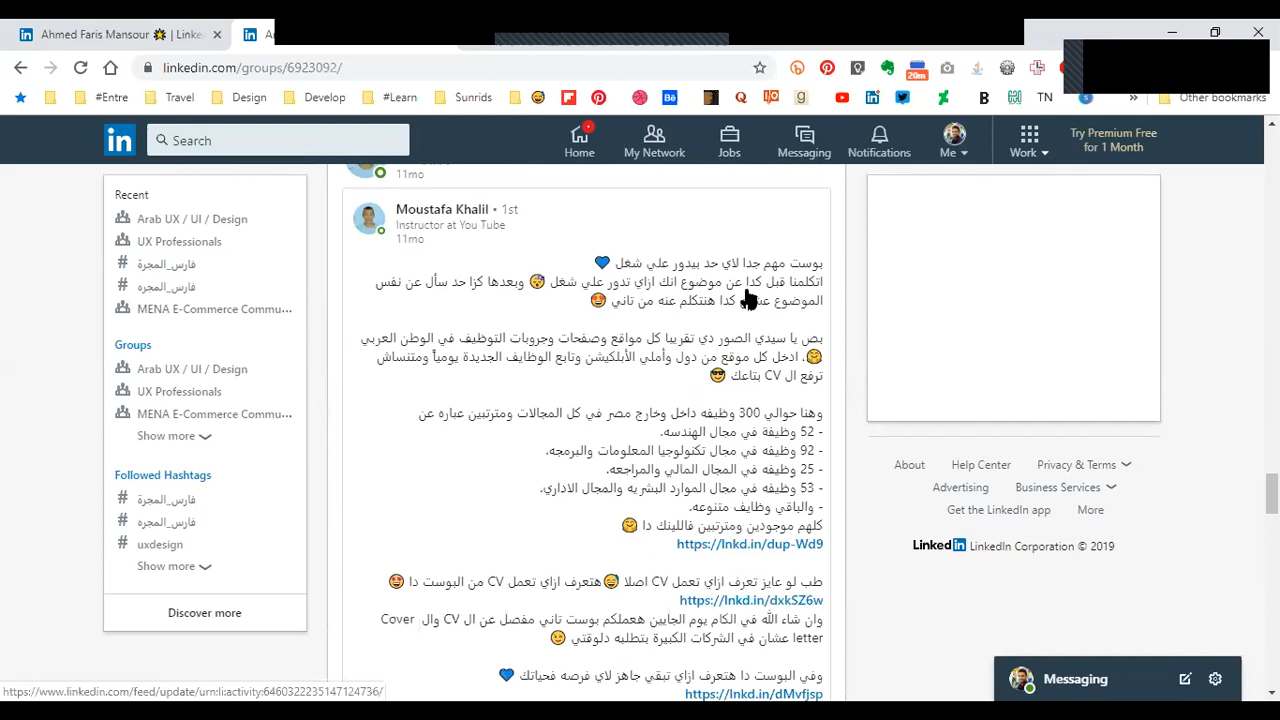 Ahmed Faris Mansour 💥 | Linke
linkedin.com/groups/6923092/
20m
#Entre
Travel
Design
Develop
#Learn
Sunrids
TN
Other bookmarks
Search
Home
My Network
Jobs
Messaging
Notifications
Me
Work
Try Premium Free
for 1 Month
Recent
Arab UX / UI / Design
UX Professionals
# فارس_المجرة
# فارس_المجره
MENA E-Commerce Commu...
Groups
Arab UX / UI / Design
UX Professionals
MENA E-Commerce Commu...
Show more
Followed Hashtags
# فارس_المجرة
# فارس_المجره
# uxdesign
Show more
Discover more
11mo
Moustafa Khalil • 1st
Instructor at You Tube
11mo
بوست مهم جدا لاي حد بيدور علي شغل 💙
اتكلمنا قبل كدا عن موضوع انك ازاي تدور علي شغل 😴 وبعدها كزا حد سأل عن نفس
الموضوع كدا هنتكلم عنه من تاني 🤩
بص يا سيدي الصور دي تقريبا كل مواقع وصفحات وجروبات التوظيف في الوطن العربي
🤗. ادخل كل موقع من دول وأملي الأبلكيشن وتابع الوظايف الجديدة يومياً ومتنساش
ترفع ال CV بتاعك 😎
وهنا حوالي 300 وظيفه داخل وخارج مصر في كل المجالات ومترتبين عباره عن
- 52 وظيفة في مجال الهندسه.
- 92 وظيفه في مجال تكنولوجيا المعلومات والبرمجه.
- 25 وظيفه في المجال المالي والمراجعه.
- 53 وظيفه في مجال الموارد البشريه والمجال الاداري.
- والباقي وظايف متنوعه.
كلهم موجودين ومترتبين فاللينك دا 🤗
https://lnkd.in/dup-Wd9
طب لو عايز تعرف ازاي تعمل CV اصلا 😅 هتعرف ازاي تعمل CV من البوست دا 🤩
https://lnkd.in/dxkSZ6w
وان شاء الله في الكام يوم الجايين هعملكم بوست تاني مفصل عن ال CV وال Cover
letter عشان في الشركات الكبيرة بتطلبه دلوقتي 😉
وفي البوست دا هتعرف ازاي تبقي جاهز لاي فرصه فحياتك 💙
https://lnkd.in/dMvfjsp
About
Help Center
Privacy & Terms
Advertising
Business Services
Get the LinkedIn app
More
LinkedIn LinkedIn Corporation © 2019
Messaging
https://www.linkedin.com/feed/update/urn:li:activity:6460322235147124736/